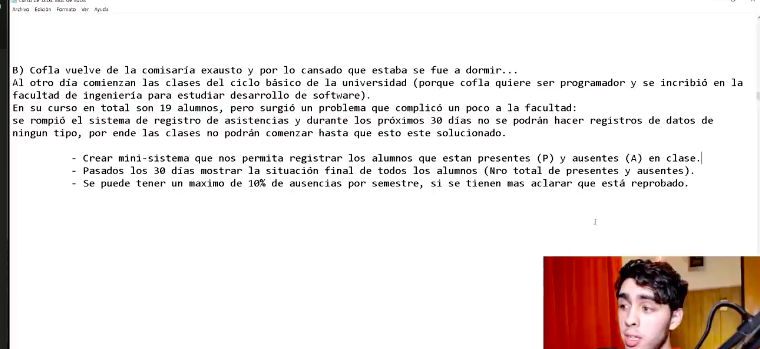 Archivo Edición Formato Ver Ayuda
B) Cofla vuelve de la comisaría exausto y por lo cansado que estaba se fue a dormir...
Al otro día comienzan las clases del ciclo básico de la universidad (porque cofla quiere ser programador y se incribió en la
facultad de ingeniería para estudiar desarrollo de software).
En su curso en total son 19 alumnos, pero surgió un problema que complicó un poco a la facultad:
se rompió el sistema de registro de asistencias y durante los próximos 30 días no se podrán hacer registros de datos de
ningun tipo, por ende las clases no podrán comenzar hasta que esto este solucionado.
- Crear mini-sistema que nos permita registrar los alumnos que estan presentes (P) y ausentes (A) en clase.
- Pasados los 30 días mostrar la situación final de todos los alumnos (Nro total de presentes y ausentes).
- Se puede tener un maximo de 10% de ausencias por semestre, si se tienen mas aclarar que está reprobado.